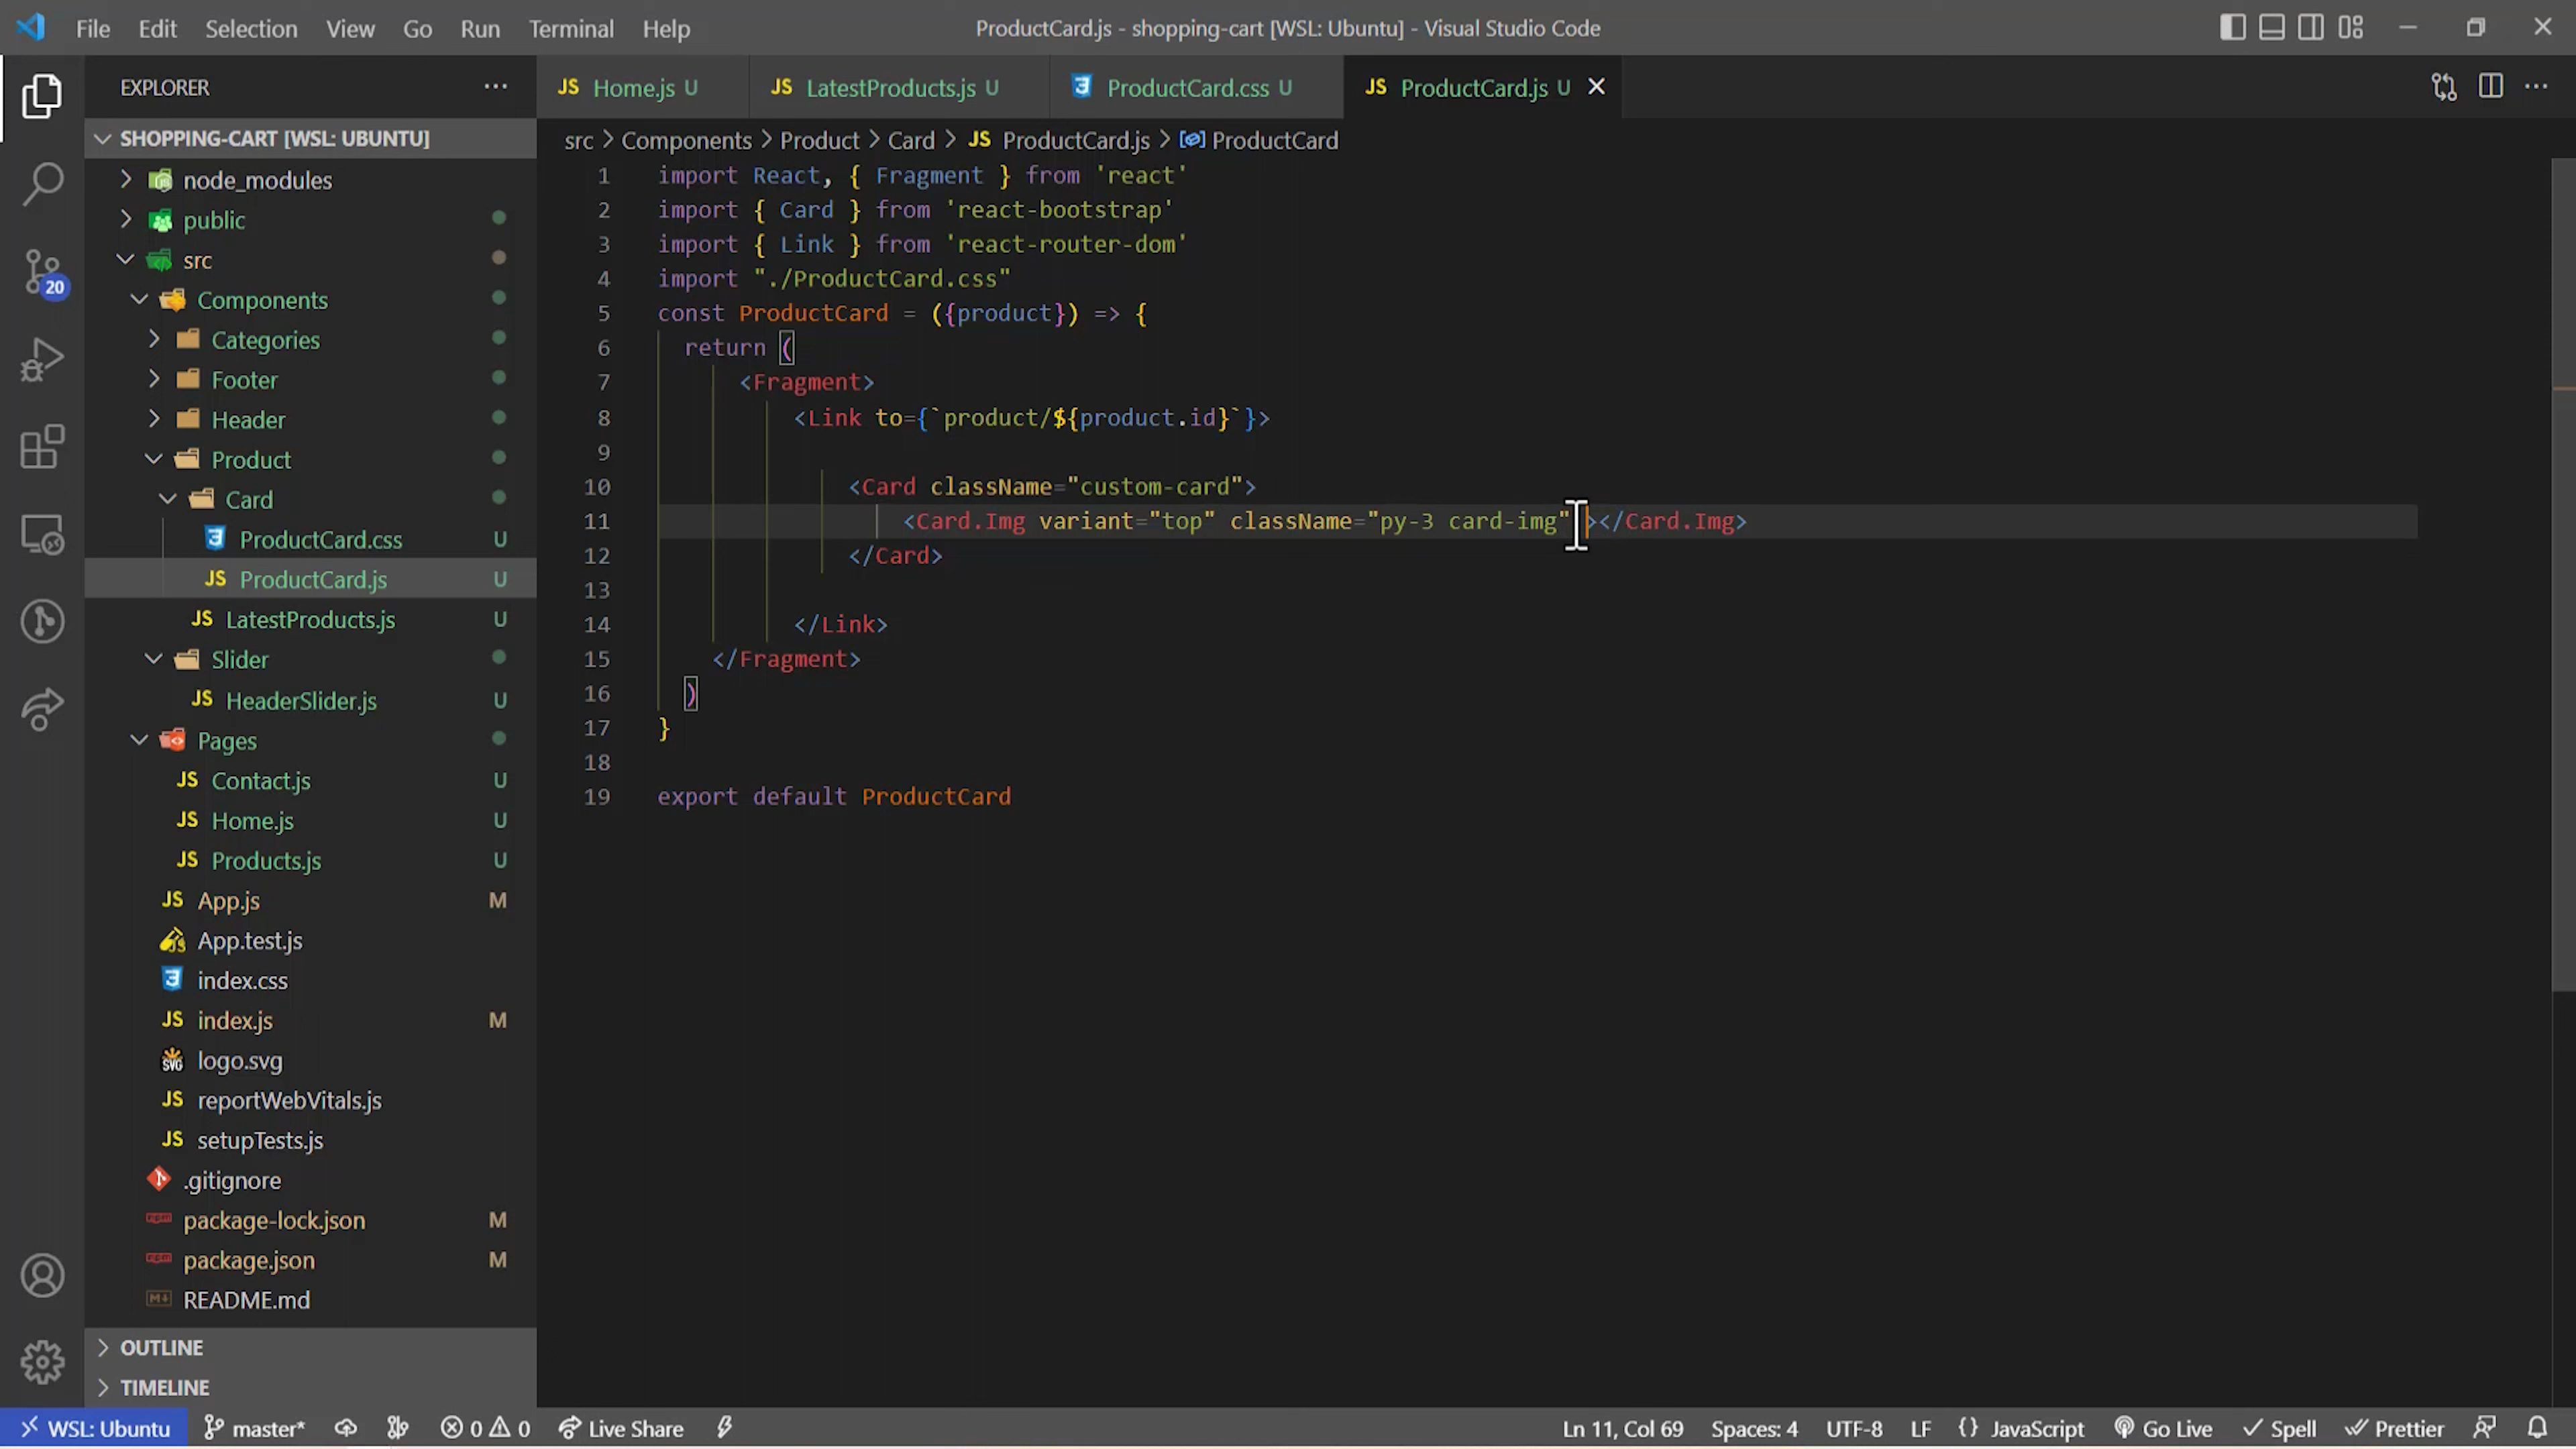 File Edit Selection View Go Run Terminal Help
ProductCard.js - shopping-cart [WSL: Ubuntu] - Visual Studio Code
EXPLORER
SHOPPING-CART [WSL: UBUNTU]
node_modules
public
src
Components
Categories
Footer
Header
Product
Card
ProductCard.css U
JS ProductCard.js U
JS LatestProducts.js U
Slider
JS HeaderSlider.js U
Pages
JS Contact.js U
JS Home.js U
JS Products.js U
JS App.js M
App.test.js
index.css
JS index.js M
logo.svg
JS reportWebVitals.js
JS setupTests.js
.gitignore
package-lock.json M
package.json M
README.md
OUTLINE
TIMELINE
20
JS Home.js U JS LatestProducts.js U ProductCard.css U JS ProductCard.js U
src > Components > Product > Card > JS ProductCard.js > ProductCard
1 import React, { Fragment } from 'react'
2 import { Card } from 'react-bootstrap'
3 import { Link } from 'react-router-dom'
4 import "./ProductCard.css"
5 const ProductCard = ({product}) => {
6 return (
7 <Fragment>
8 <Link to={`product/${product.id}`}>
9
10 <Card className="custom-card">
11 <Card.Img variant="top" className="py-3 card-img" ></Card.Img>
12 </Card>
13
14 </Link>
15 </Fragment>
16 )
17 }
18
19 export default ProductCard
WSL: Ubuntu master* 0 0 Live Share Ln 11, Col 69 Spaces: 4 UTF-8 LF {} JavaScript Go Live Spell Prettier